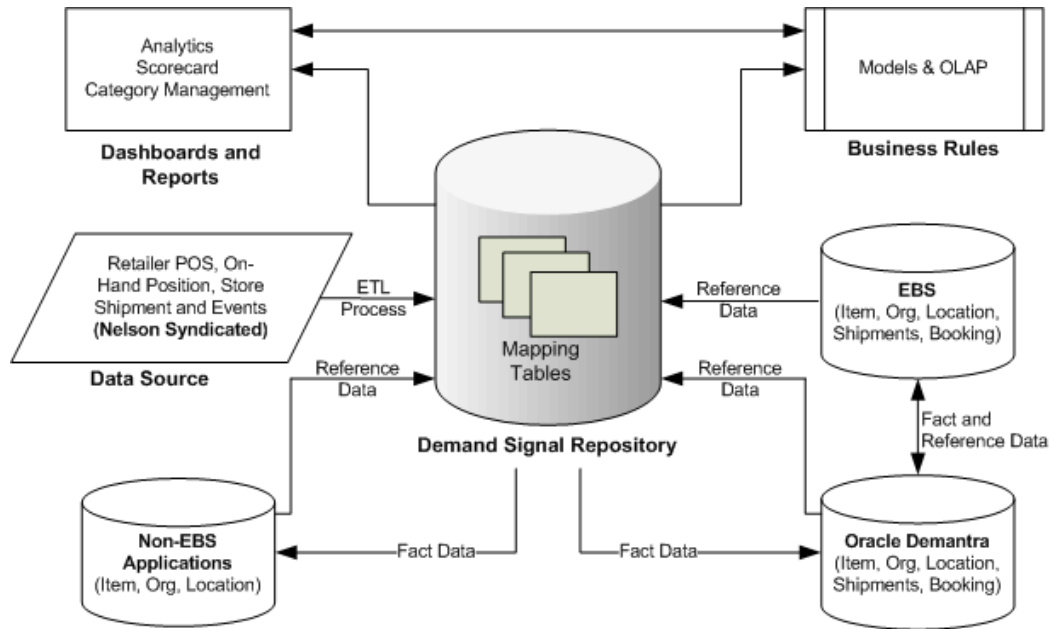 Analytics
Scorecard
Category Management
Dashboards and
Reports
Models & OLAP
Business Rules
Retailer POS, On-
Hand Position, Store
Shipment and Events
(Nelson Syndicated)
Data Source
ETL
Process
Mapping
Tables
Demand Signal Repository
Reference
Data
EBS
(Item, Org, Location,
Shipments, Booking)
Reference
Data
Reference
Data
Fact and
Reference Data
Non-EBS
Applications
(Item, Org, Location)
Fact Data
Fact Data
Oracle Demantra
(Item, Org, Location,
Shipments, Booking)